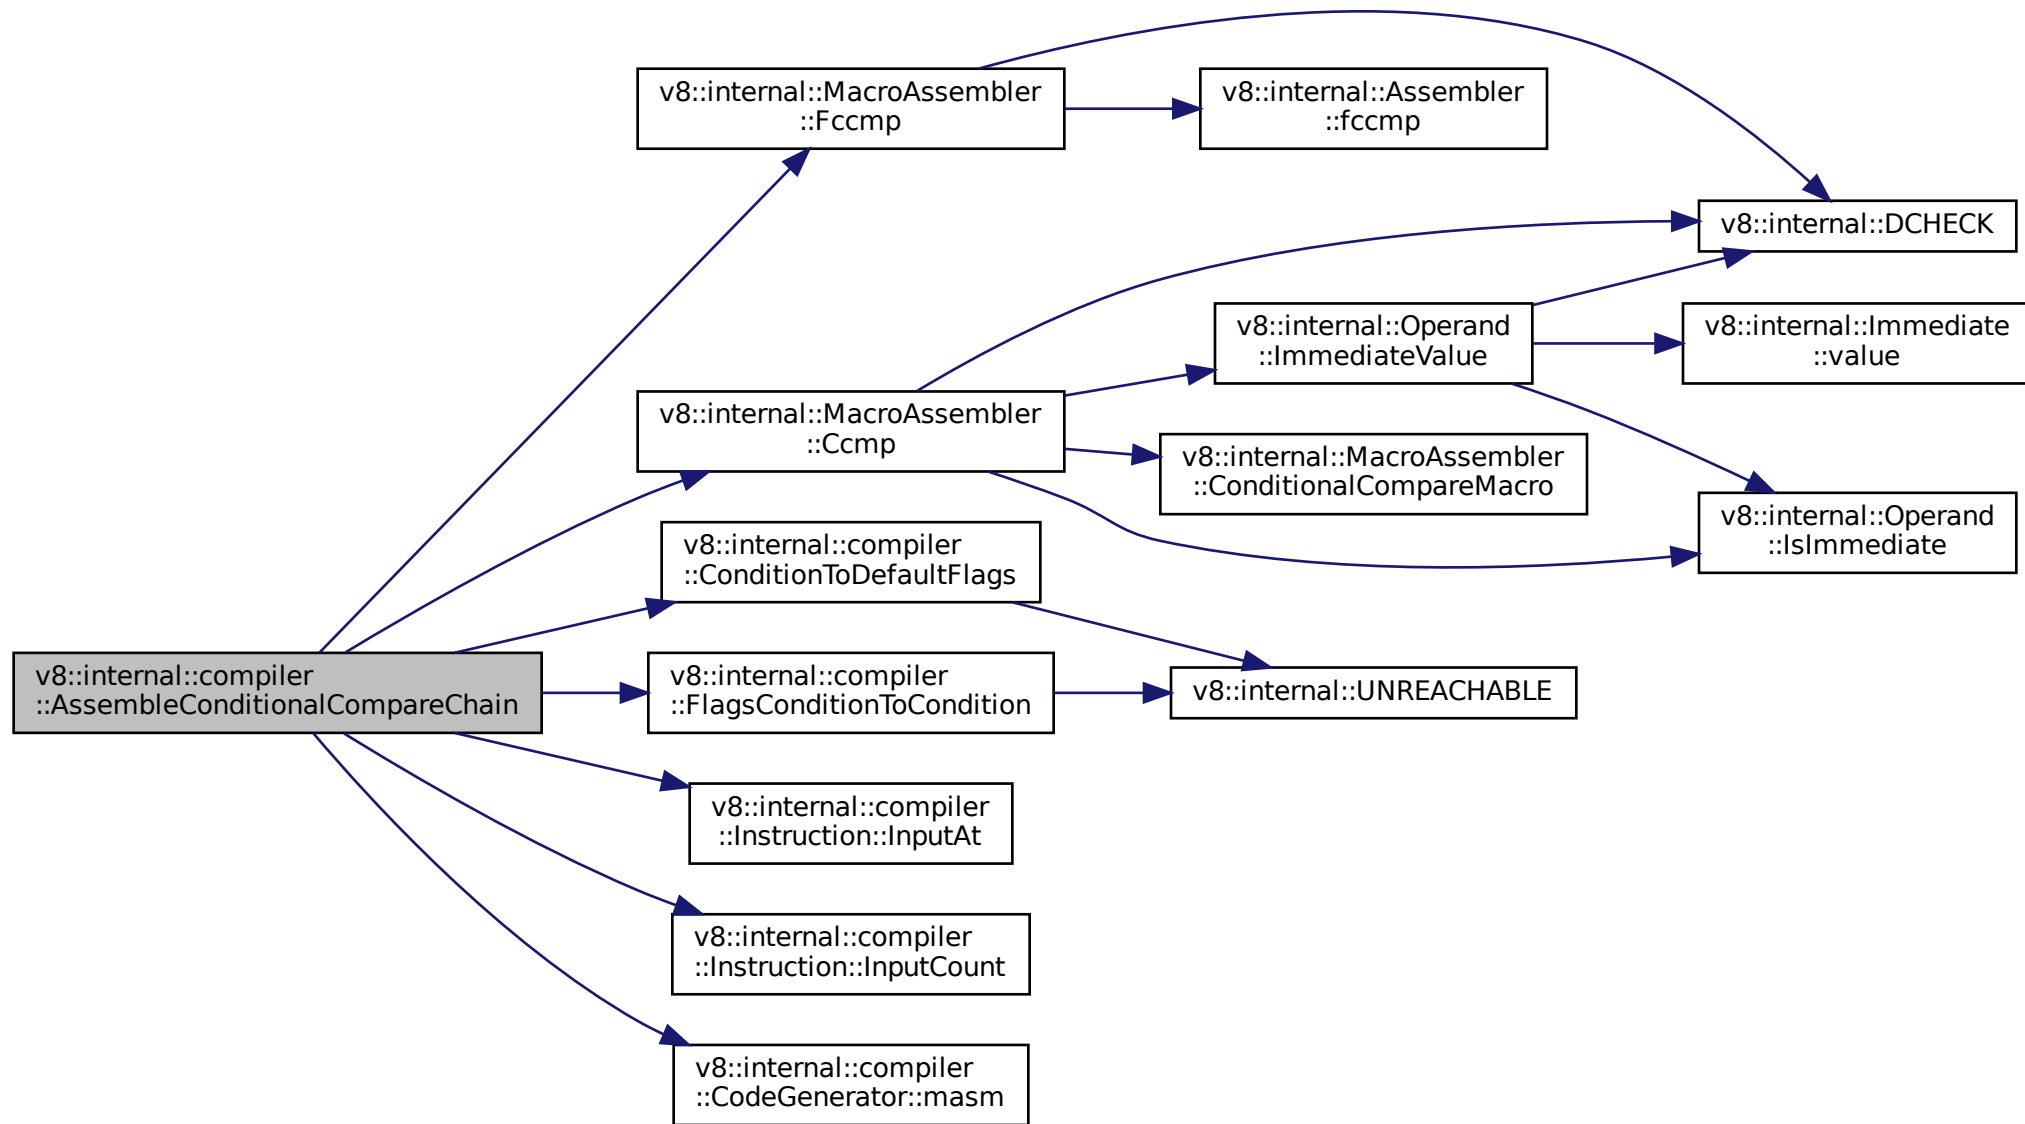 v8::internal::MacroAssembler
::Fccmp
v8::internal::Assembler
::fccmp
v8::internal::DCHECK
v8::internal::Operand
::ImmediateValue
v8::internal::Immediate
::value
v8::internal::MacroAssembler
::Ccmp
v8::internal::MacroAssembler
::ConditionalCompareMacro
v8::internal::Operand
::IsImmediate
v8::internal::compiler
::ConditionToDefaultFlags
v8::internal::compiler
::AssembleConditionalCompareChain
v8::internal::compiler
::FlagsConditionToCondition
v8::internal::UNREACHABLE
v8::internal::compiler
::Instruction::InputAt
v8::internal::compiler
::Instruction::InputCount
v8::internal::compiler
::CodeGenerator::masm